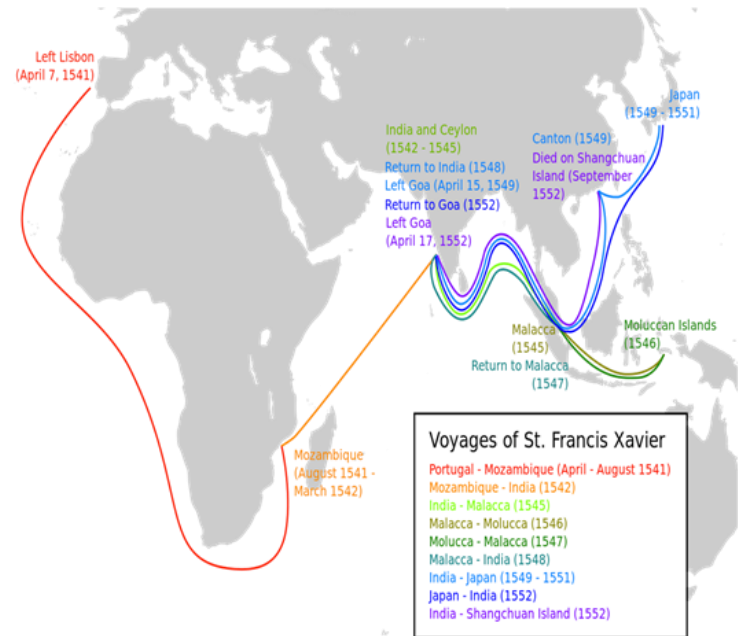 Left Lisbon
(April 7, 1541)
Japan
(1549 - 1551)
India and Ceylon
(1542 - 1545)
Return to India (1548)
Left Goa (April 15, 1549)
Return to Goa (1552)
Left Goa
(April 17, 1552)
Canton (1549)
Died on Shangchuan
Island (September
1552)
Malacca
(1545)
Return to Malacca
(1547)
Moluccan Islands
(1546)
Mozambique
(August 1541 -
March 1542)
Voyages of St. Francis Xavier
Portugal - Mozambique (April - August 1541)
Mozambique - India (1542)
India - Malacca (1545)
Malacca - Molucca (1546)
Molucca - Malacca (1547)
Malacca - India (1548)
India - Japan (1549 - 1551)
Japan - India (1552)
India - Shangchuan Island (1552)